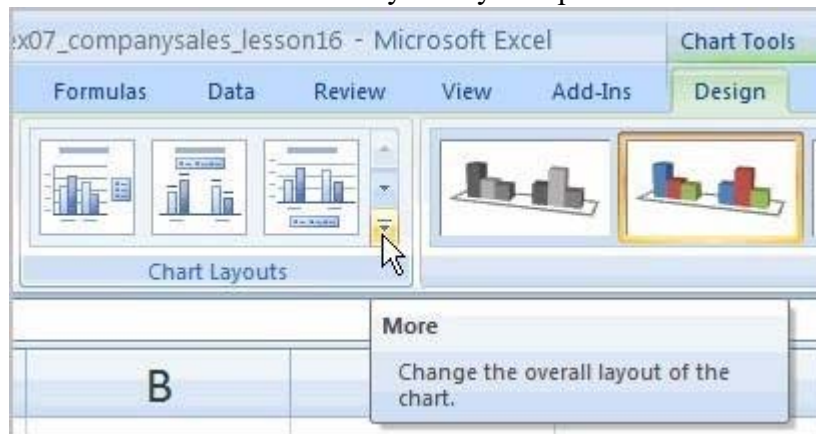 ex07_companysales_lesson16 - Microsoft Excel
Chart Tools
Formulas Data Review View Add-Ins Design
Chart Layouts
More
Change the overall layout of the
chart.
B